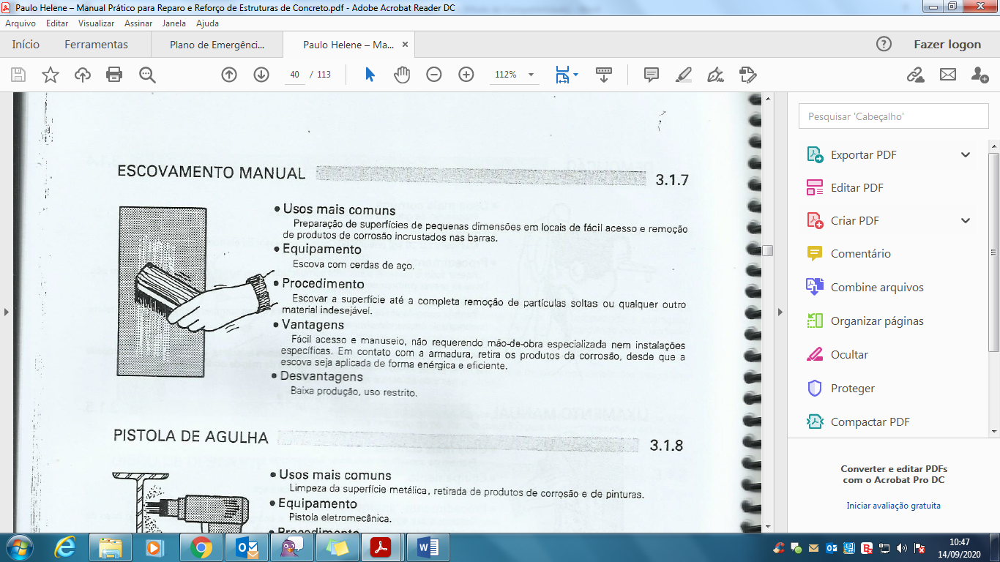 Paulo Helene – Manual Prático para Reparo e Reforço de Estruturas de Concreto.pdf - Adobe Acrobat Reader DC
Arquivo Editar Visualizar Assinar Janela Ajuda
Início Ferramentas Plano de Emergênci... Paulo Helene – Ma... × Fazer logon
40 / 113 112%
Pesquisar 'Cabeçalho'
Exportar PDF
Editar PDF
Criar PDF
Comentário
Combine arquivos
Organizar páginas
Ocultar
Proteger
Compactar PDF
Converter e editar PDFs
com o Acrobat Pro DC
Iniciar avaliação gratuita
ESCOVAMENTO MANUAL 3.1.7
• Usos mais comuns
Preparação de superfícies de pequenas dimensões em locais de fácil acesso e remoção
de produtos de corrosão incrustados nas barras.
• Equipamento
Escova com cerdas de aço.
• Procedimento
Escovar a superfície até a completa remoção de partículas soltas ou qualquer outro
material indesejável.
• Vantagens
Fácil acesso e manuseio, não requerendo mão-de-obra especializada nem instalações
específicas. Em contato com a armadura, retira os produtos da corrosão, desde que a
escova seja aplicada de forma enérgica e eficiente.
• Desvantagens
Baixa produção, uso restrito.
PISTOLA DE AGULHA 3.1.8
• Usos mais comuns
Limpeza da superfície metálica, retirada de produtos de corrosão e de pinturas.
• Equipamento
Pistola eletromecânica.
• Procedimento
10:47
14/09/2020